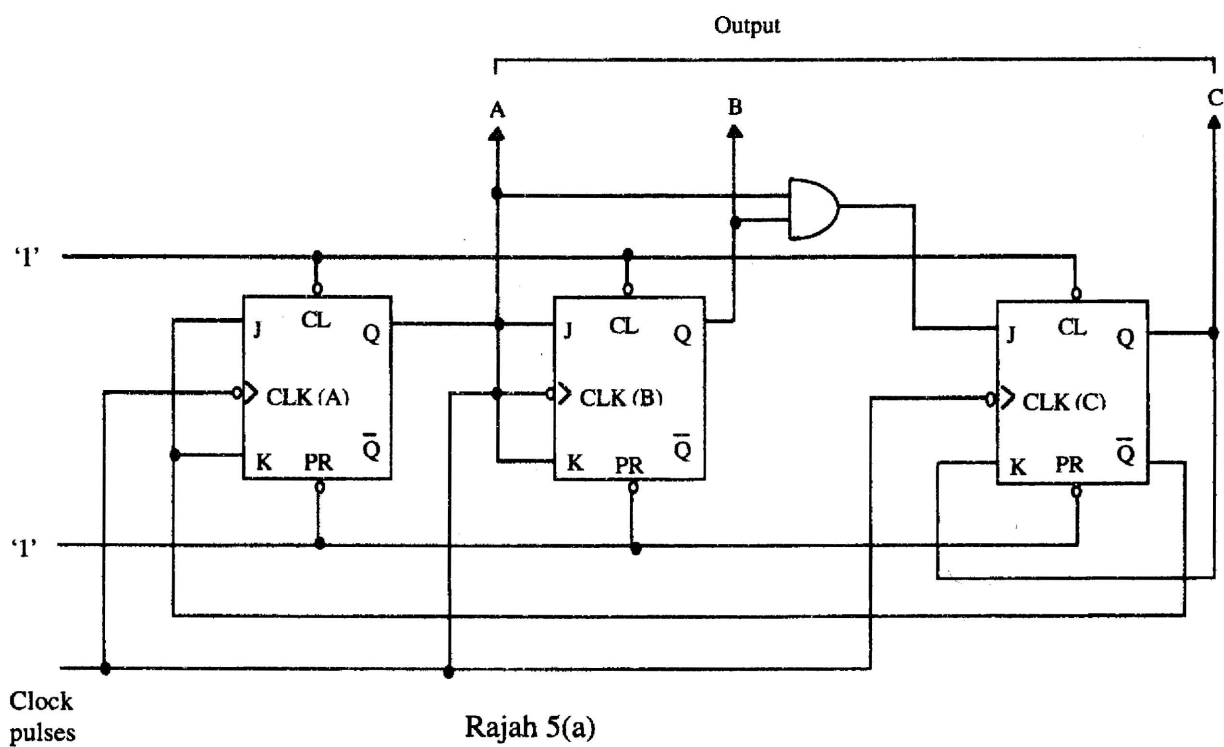 Output
A
B
C
'1'
J
CL
Q
CLK (A)
K
PR
Q
J
CL
Q
CLK (B)
K
PR
Q
J
CL
Q
CLK (C)
K
PR
Q
'1'
Clock
pulses
Rajah 5(a)